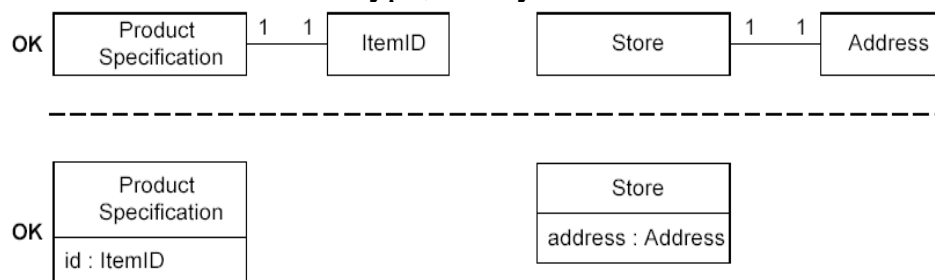 OK
Product
Specification
1 1
ItemID
Store
1 1
Address
Product
Specification
OK
id : ItemID
Store
address : Address